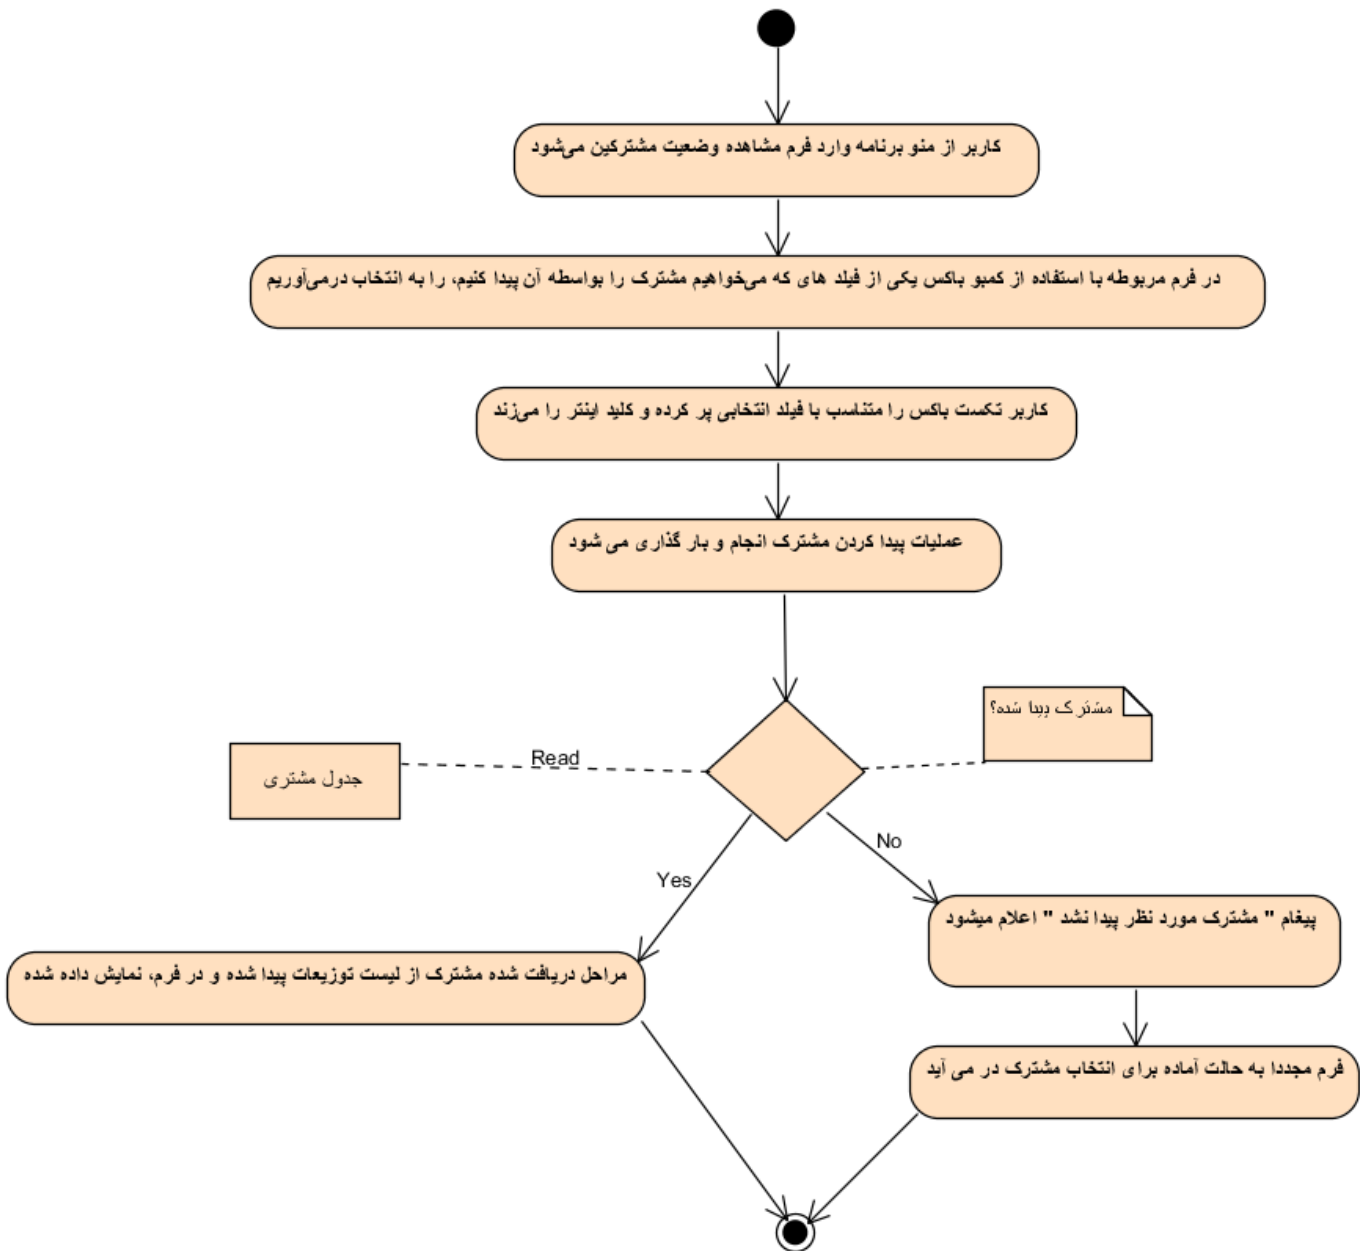 کاربر از منو برنامه وارد فرم مشاهده وضعیت مشترکین می‌شود
در فرم مربوطه با استفاده از کمبو باکس یکی از فیلد های که می‌خواهیم مشترک را بواسطه آن پیدا کنیم، را به انتخاب درمی‌آوریم
کاربر تکست باکس را متناسب با فیلد انتخابی پر کرده و کلید اینتر را می‌زند
عملیات پیدا کردن مشترک انجام و بار گذاری می شود
مشترک پیدا شده؟
Read
جدول مشتری
No
Yes
پیغام " مشترک مورد نظر پیدا نشد " اعلام میشود
مراحل دریافت شده مشترک از لیست توزیعات پیدا شده و در فرم، نمایش داده شده
فرم مجددا به حالت آماده برای انتخاب مشترک در می آید